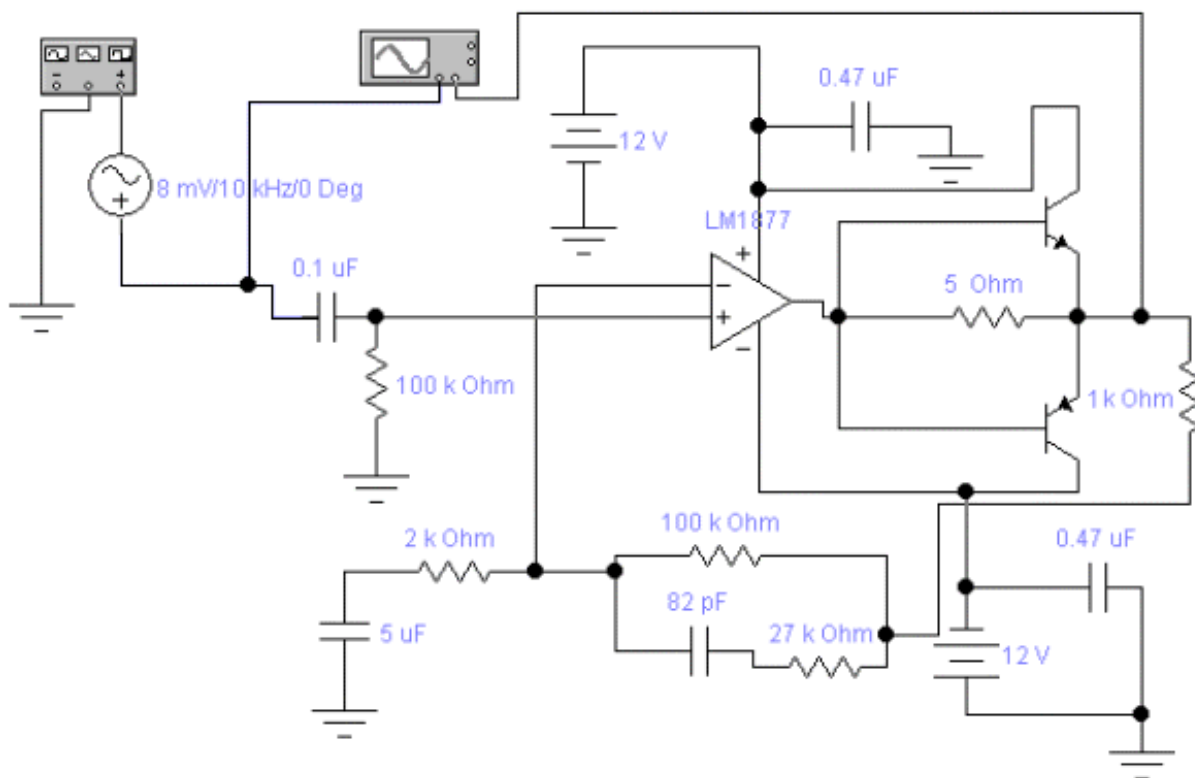 0.47 uF
12 V
8 mV/10 kHz/0 Deg
LM1877
0.1 uF
5 Ohm
100 k Ohm
1 k Ohm
2 k Ohm
100 k Ohm
0.47 uF
82 pF
5 uF
27 k Ohm
12 V